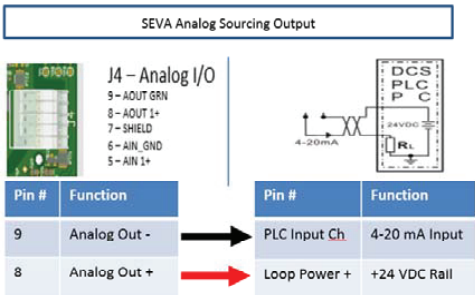 SEVA Analog Sourcing Output
J4 – Analog I/O
9 – AOUT GRN
8 – AOUT 1+
7 – SHIELD
6 – AIN_GND
5 – AIN 1+
DCS
PLC
P C
24VDC
4-20mA
RL
Pin # Function
9 Analog Out -
8 Analog Out +
Pin # Function
PLC Input Ch 4-20 mA Input
Loop Power + +24 VDC Rail